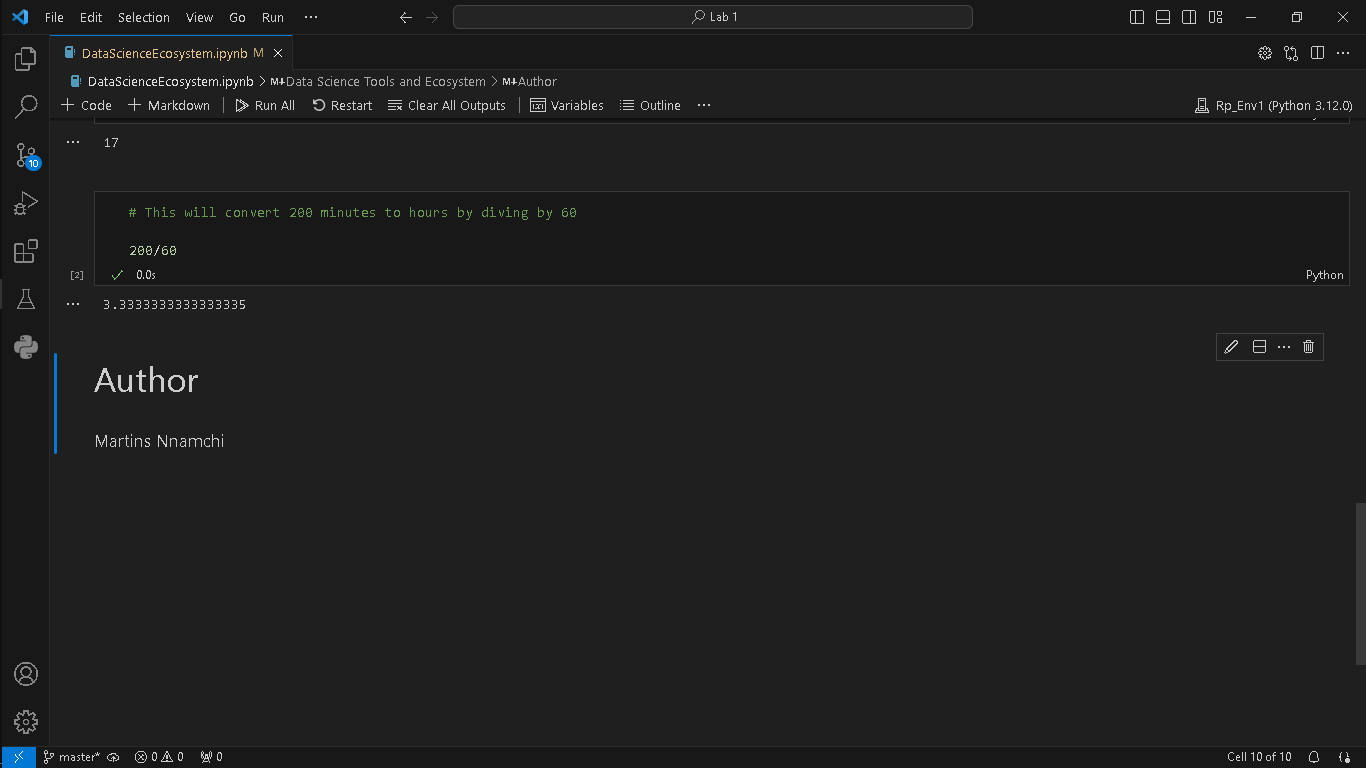 File Edit Selection View Go Run ···
Lab 1
DataScienceEcosystem.ipynb M
DataScienceEcosystem.ipynb > M↓Data Science Tools and Ecosystem > M↓Author
+ Code + Markdown Run All Restart Clear All Outputs Variables Outline ··· Rp_Env1 (Python 3.12.0)
··· 17
# This will convert 200 minutes to hours by diving by 60
200/60
[2] 0.0s Python
··· 3.3333333333333335
Author
Martins Nnamchi
10
master* 0 0 0 Cell 10 of 10